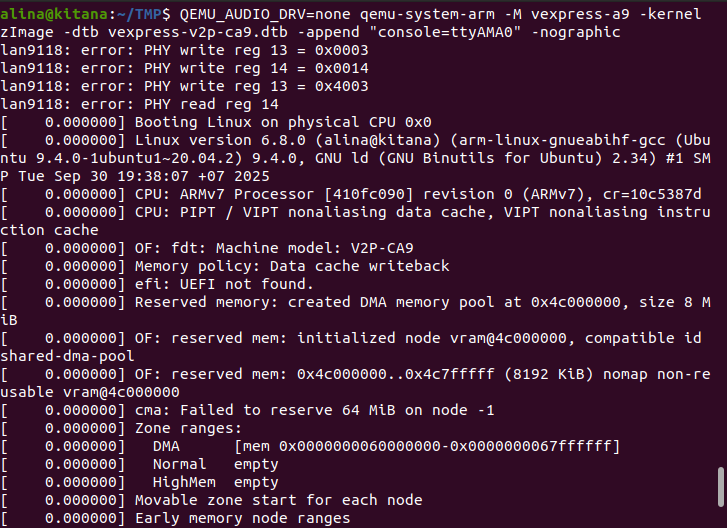 alina@kitana:~/TMP$ QEMU_AUDIO_DRV=none qemu-system-arm -M vexpress-a9 -kernel
zImage -dtb vexpress-v2p-ca9.dtb -append "console=ttyAMA0" -nographic
lan9118: error: PHY write reg 13 = 0x0003
lan9118: error: PHY write reg 14 = 0x0014
lan9118: error: PHY write reg 13 = 0x4003
lan9118: error: PHY read reg 14
[    0.000000] Booting Linux on physical CPU 0x0
[    0.000000] Linux version 6.8.0 (alina@kitana) (arm-linux-gnueabihf-gcc (Ubu
ntu 9.4.0-1ubuntu1~20.04.2) 9.4.0, GNU ld (GNU Binutils for Ubuntu) 2.34) #1 SM
P Tue Sep 30 19:38:07 +07 2025
[    0.000000] CPU: ARMv7 Processor [410fc090] revision 0 (ARMv7), cr=10c5387d
[    0.000000] CPU: PIPT / VIPT nonaliasing data cache, VIPT nonaliasing instru
ction cache
[    0.000000] OF: fdt: Machine model: V2P-CA9
[    0.000000] Memory policy: Data cache writeback
[    0.000000] efi: UEFI not found.
[    0.000000] Reserved memory: created DMA memory pool at 0x4c000000, size 8 M
iB
[    0.000000] OF: reserved mem: initialized node vram@4c000000, compatible id
shared-dma-pool
[    0.000000] OF: reserved mem: 0x4c000000..0x4c7fffff (8192 KiB) nomap non-re
usable vram@4c000000
[    0.000000] cma: Failed to reserve 64 MiB on node -1
[    0.000000] Zone ranges:
[    0.000000]   DMA      [mem 0x0000000060000000-0x0000000067ffffff]
[    0.000000]   Normal   empty
[    0.000000]   HighMem  empty
[    0.000000] Movable zone start for each node
[    0.000000] Early memory node ranges